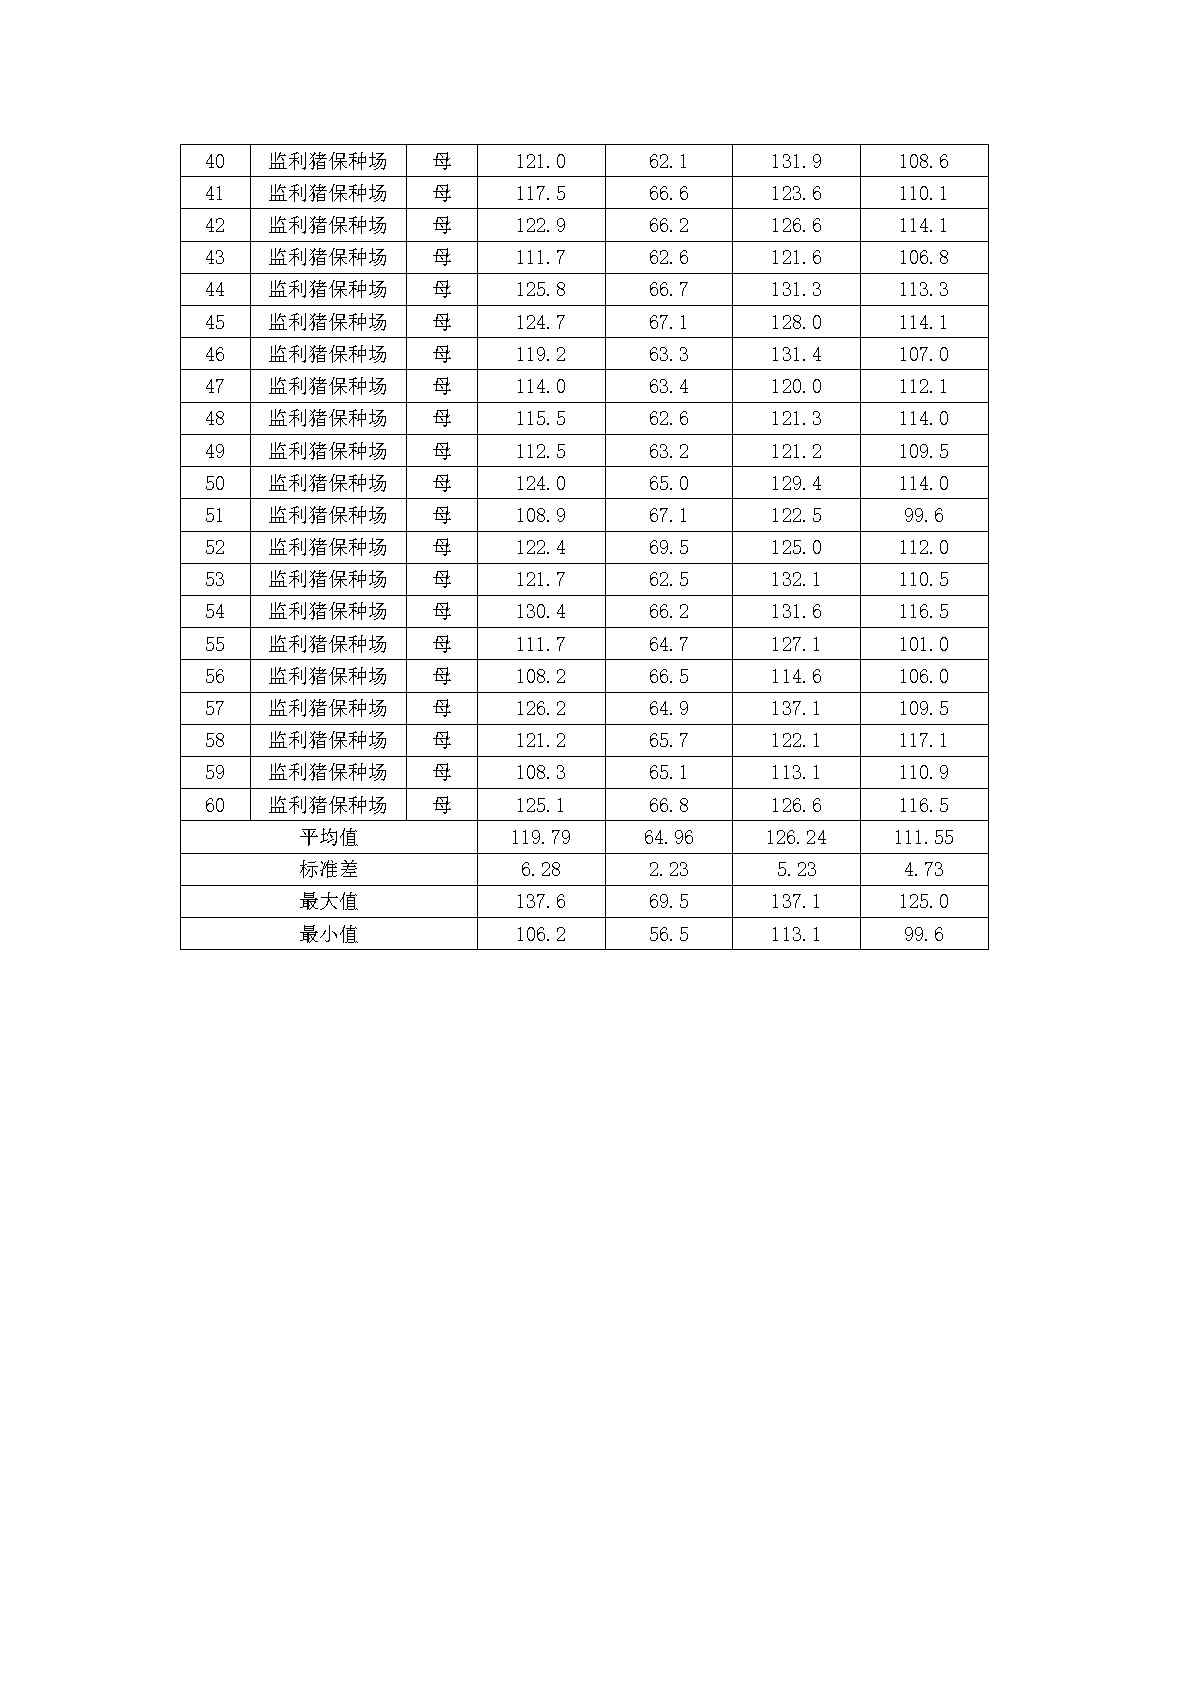 40 监利猪保种场 母 121.0 62.1 131.9 108.6
41 监利猪保种场 母 117.5 66.6 123.6 110.1
42 监利猪保种场 母 122.9 66.2 126.6 114.1
43 监利猪保种场 母 111.7 62.6 121.6 106.8
44 监利猪保种场 母 125.8 66.7 131.3 113.3
45 监利猪保种场 母 124.7 67.1 128.0 114.1
46 监利猪保种场 母 119.2 63.3 131.4 107.0
47 监利猪保种场 母 114.0 63.4 120.0 112.1
48 监利猪保种场 母 115.5 62.6 121.3 114.0
49 监利猪保种场 母 112.5 63.2 121.2 109.5
50 监利猪保种场 母 124.0 65.0 129.4 114.0
51 监利猪保种场 母 108.9 67.1 122.5 99.6
52 监利猪保种场 母 122.4 69.5 125.0 112.0
53 监利猪保种场 母 121.7 62.5 132.1 110.5
54 监利猪保种场 母 130.4 66.2 131.6 116.5
55 监利猪保种场 母 111.7 64.7 127.1 101.0
56 监利猪保种场 母 108.2 66.5 114.6 106.0
57 监利猪保种场 母 126.2 64.9 137.1 109.5
58 监利猪保种场 母 121.2 65.7 122.1 117.1
59 监利猪保种场 母 108.3 65.1 113.1 110.9
60 监利猪保种场 母 125.1 66.8 126.6 116.5
平均值 119.79 64.96 126.24 111.55
标准差 6.28 2.23 5.23 4.73
最大值 137.6 69.5 137.1 125.0
最小值 106.2 56.5 113.1 99.6